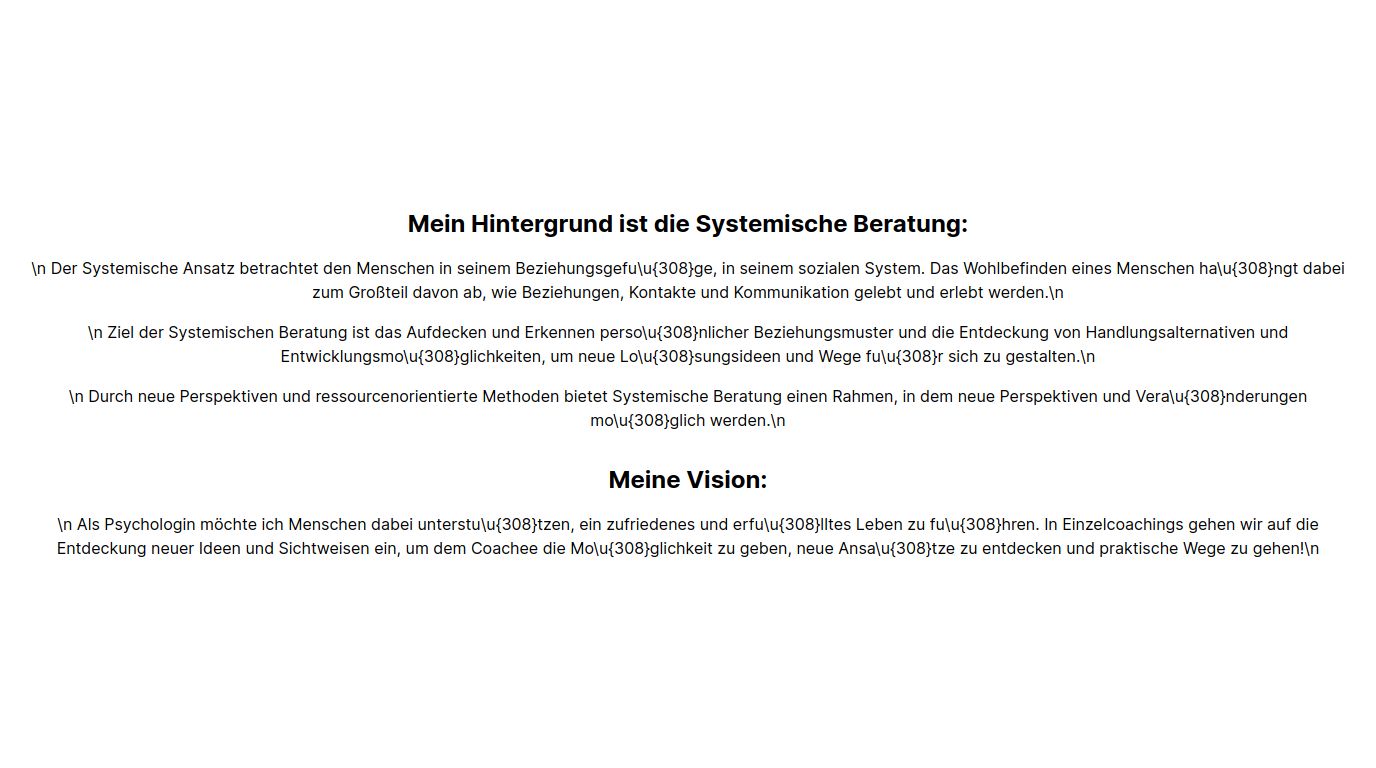 Mein Hintergrund ist die Systemische Beratung:
\n Der Systemische Ansatz betrachtet den Menschen in seinem Beziehungsgefu\u{308}ge, in seinem sozialen System. Das Wohlbefinden eines Menschen ha\u{308}ngt dabei
zum Großteil davon ab, wie Beziehungen, Kontakte und Kommunikation gelebt und erlebt werden.\n
\n Ziel der Systemischen Beratung ist das Aufdecken und Erkennen perso\u{308}nlicher Beziehungsmuster und die Entdeckung von Handlungsalternativen und
Entwicklungsmo\u{308}glichkeiten, um neue Lo\u{308}sungsideen und Wege fu\u{308}r sich zu gestalten.\n
\n Durch neue Perspektiven und ressourcenorientierte Methoden bietet Systemische Beratung einen Rahmen, in dem neue Perspektiven und Vera\u{308}nderungen
mo\u{308}glich werden.\n
Meine Vision:
\n Als Psychologin möchte ich Menschen dabei unterstu\u{308}tzen, ein zufriedenes und erfu\u{308}lltes Leben zu fu\u{308}hren. In Einzelcoachings gehen wir auf die
Entdeckung neuer Ideen und Sichtweisen ein, um dem Coachee die Mo\u{308}glichkeit zu geben, neue Ansa\u{308}tze zu entdecken und praktische Wege zu gehen!\n